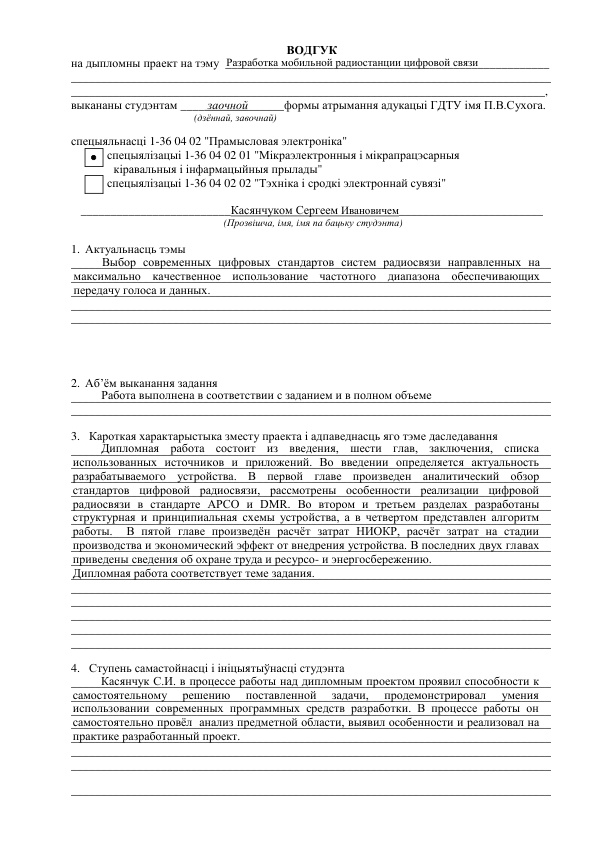 ВОДГУК
на дыпломны праект на тэму Разработка мобильной радиостанции цифровой связи
,
выкананы студэнтам заочной формы атрымання адукацыі ГДТУ імя П.В.Сухога.
(дзённай, завочнай)
спецыяльнасці 1-36 04 02 "Прамысловая электроніка"
спецыялізацыі 1-36 04 02 01 "Мікраэлектронныя і мікрапрацэсарныя
кіравальныя і інфармацыйныя прылады"
спецыялізацыі 1-36 04 02 02 "Тэхніка і сродкі электроннай сувязі"
Касянчуком Сергеем Ивановичем
(Прозвішча, імя, імя па бацьку студэнта)
1. Актуальнасць тэмы
Выбор современных цифровых стандартов систем радиосвязи направленных на
максимально качественное использование частотного диапазона обеспечивающих
передачу голоса и данных.
2. Аб’ём выканання задання
Работа выполнена в соответствии с заданием и в полном объеме
3. Кароткая характарыстыка зместу праекта і адпаведнасць яго тэме даследавання
Дипломная работа состоит из введения, шести глав, заключения, списка
использованных источников и приложений. Во введении определяется актуальность
разрабатываемого устройства. В первой главе произведен аналитический обзор
стандартов цифровой радиосвязи, рассмотрены особенности реализации цифровой
радиосвязи в стандарте APCO и DMR. Во втором и третьем разделах разработаны
структурная и принципиальная схемы устройства, а в четвертом представлен алгоритм
работы. В пятой главе произведён расчёт затрат НИОКР, расчёт затрат на стадии
производства и экономический эффект от внедрения устройства. В последних двух главах
приведены сведения об охране труда и ресурсо- и энергосбережению.
Дипломная работа соответствует теме задания.
4. Ступень самастойнасці і ініцыятыўнасці студэнта
Касянчук С.И. в процессе работы над дипломным проектом проявил способности к
самостоятельному решению поставленной задачи, продемонстрировал умения
использовании современных программных средств разработки. В процессе работы он
самостоятельно провёл анализ предметной области, выявил особенности и реализовал на
практике разработанный проект.